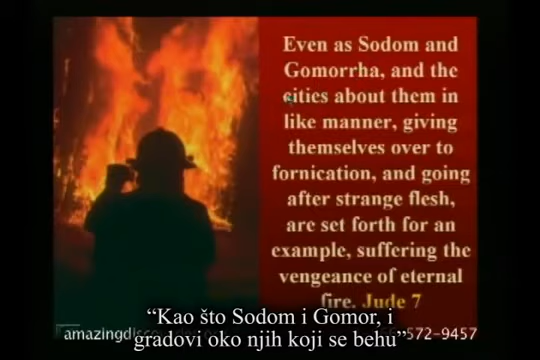 Even as Sodom and
Gomorrha, and the
cities about them in
like manner, giving
themselves over to
fornication, and going
after strange flesh,
are set forth for an
example, suffering the
vengeance of eternal
fire. Jude 7
“Kao što Sodom i Gomor, i
gradovi oko njih koji se behu”
572-9457